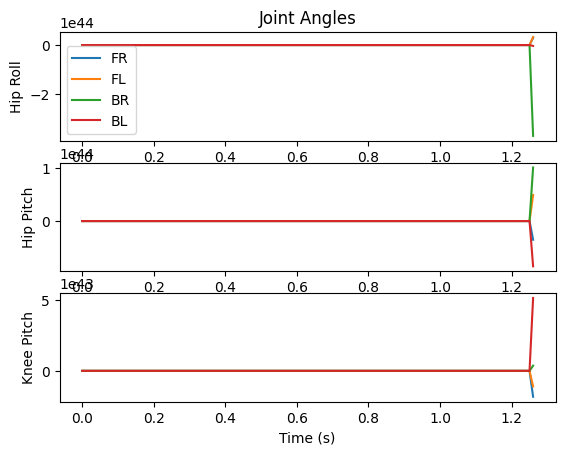 Joint Angles
1e44
0
−2
Hip Roll
FR
FL
BR
BL
0.0 0.2 0.4 0.6 0.8 1.0 1.2
1e44
1
0
Hip Pitch
0.0 0.2 0.4 0.6 0.8 1.0 1.2
1e43
5
0
Knee Pitch
0.0 0.2 0.4 0.6 0.8 1.0 1.2
Time (s)